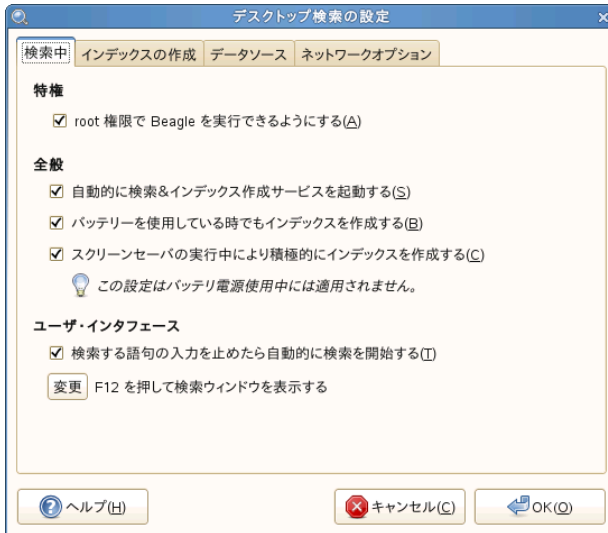 デスクトップ検索の設定
検索中 インデックスの作成 データソース ネットワークオプション
特権
root 権限で Beagle を実行できるようにする(A)
全般
自動的に検索&インデックス作成サービスを起動する(S)
バッテリーを使用している時でもインデックスを作成する(B)
スクリーンセーバの実行中により積極的にインデックスを作成する(C)
この設定はバッテリ電源使用中には適用されません。
ユーザ・インタフェース
検索する語句の入力を止めたら自動的に検索を開始する(T)
変更 F12 を押して検索ウィンドウを表示する
ヘルプ(H) キャンセル(C) OK(O)